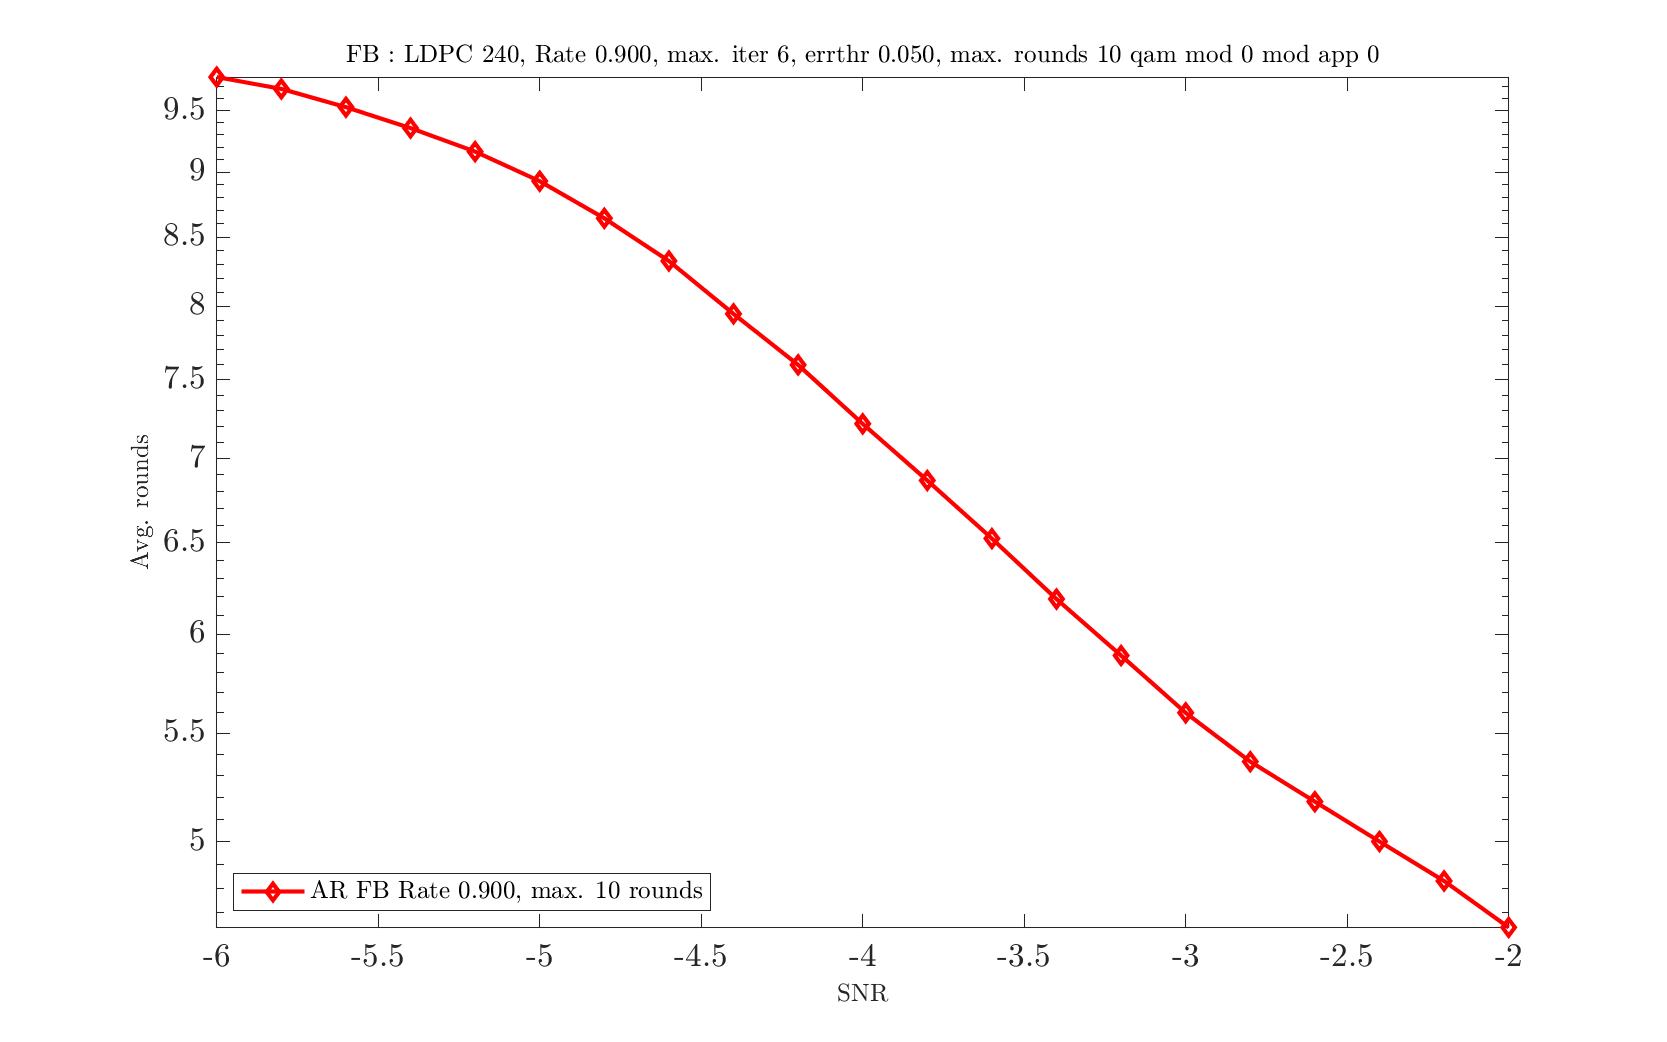 FB : LDPC 240, Rate 0.900, max. iter 6, errthr 0.050, max. rounds 10 qam mod 0 mod app 0
9.5
9
8.5
8
7.5
7
6.5
6
5.5
5
Avg. rounds
AR FB Rate 0.900, max. 10 rounds
-6 -5.5 -5 -4.5 -4 -3.5 -3 -2.5 -2
SNR